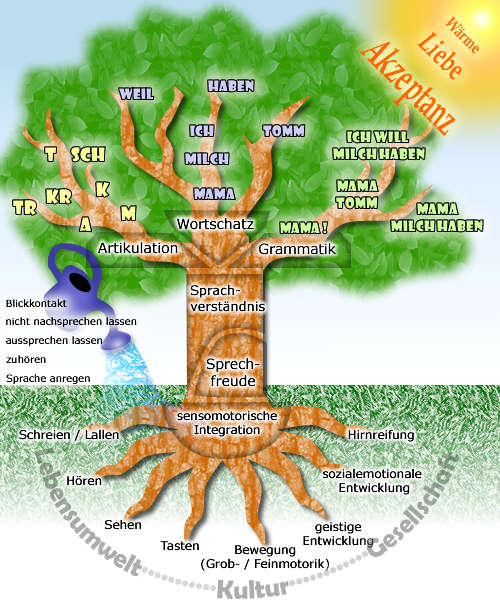 Wärme
Liebe
Akzeptanz
WEIL
HABEN
ICH
TOMM
MILCH
MAMA
Wortschatz
T
SCH
KR
K
TR
A
M
Artikulation
ICH WILL
MILCH HABEN
MAMA
TOMM
MAMA
MILCH HABEN
MAMA !
Grammatik
Sprach-
verständnis
Sprech-
freude
Blickkontakt
nicht nachsprechen lassen
aussprechen lassen
zuhören
Sprache anregen
sensomotorische
Integration
Schreien / Lallen
Hören
Sehen
Tasten
Bewegung
(Grob- / Feinmotorik)
geistige
Entwicklung
sozialemotionale
Entwicklung
Hirnreifung
Lebensumwelt
Kultur
Gesellschaft